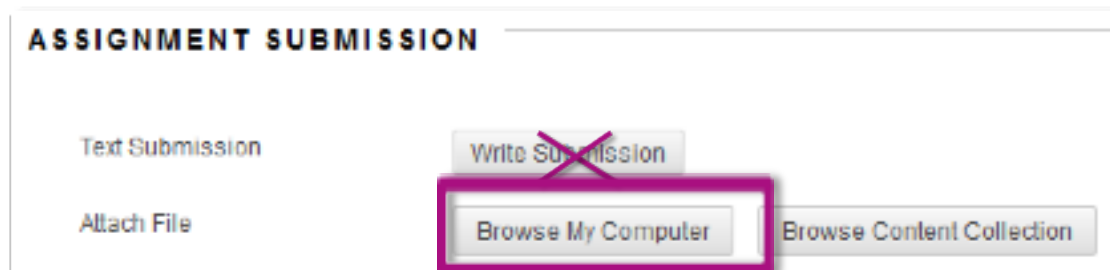 ASSIGNMENT SUBMISSION
Text Submission Write Submission
Attach File Browse My Computer Browse Content Collection